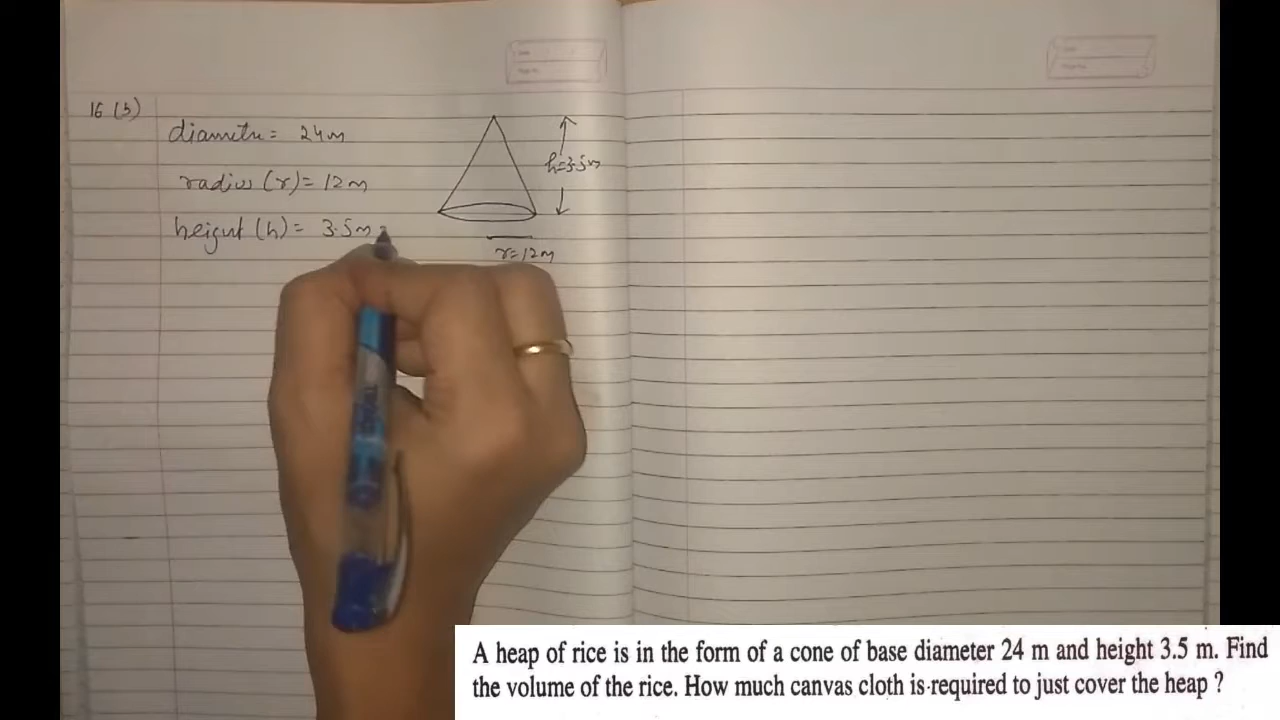 16 (b)
diameter = 24m
radius (r) = 12m
height (h) = 3.5m
h=3.5m
r=12m
A heap of rice is in the form of a cone of base diameter 24 m and height 3.5 m. Find
the volume of the rice. How much canvas cloth is required to just cover the heap ?